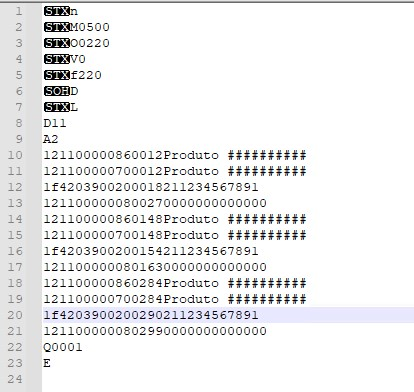 1 STXn
2 STXM0500
3 STXO0220
4 STXV0
5 STXf220
6 SOHD
7 STXL
8 D11
9 A2
10 121100000860012Produto ##########
11 121100000700012Produto ##########
12 1f4203900200018211234567891
13 1211000000800270000000000000
14 121100000860148Produto ##########
15 121100000700148Produto ##########
16 1f4203900200154211234567891
17 1211000000801630000000000000
18 121100000860284Produto ##########
19 121100000700284Produto ##########
20 1f4203900200290211234567891
21 1211000000802990000000000000
22 Q0001
23 E
24